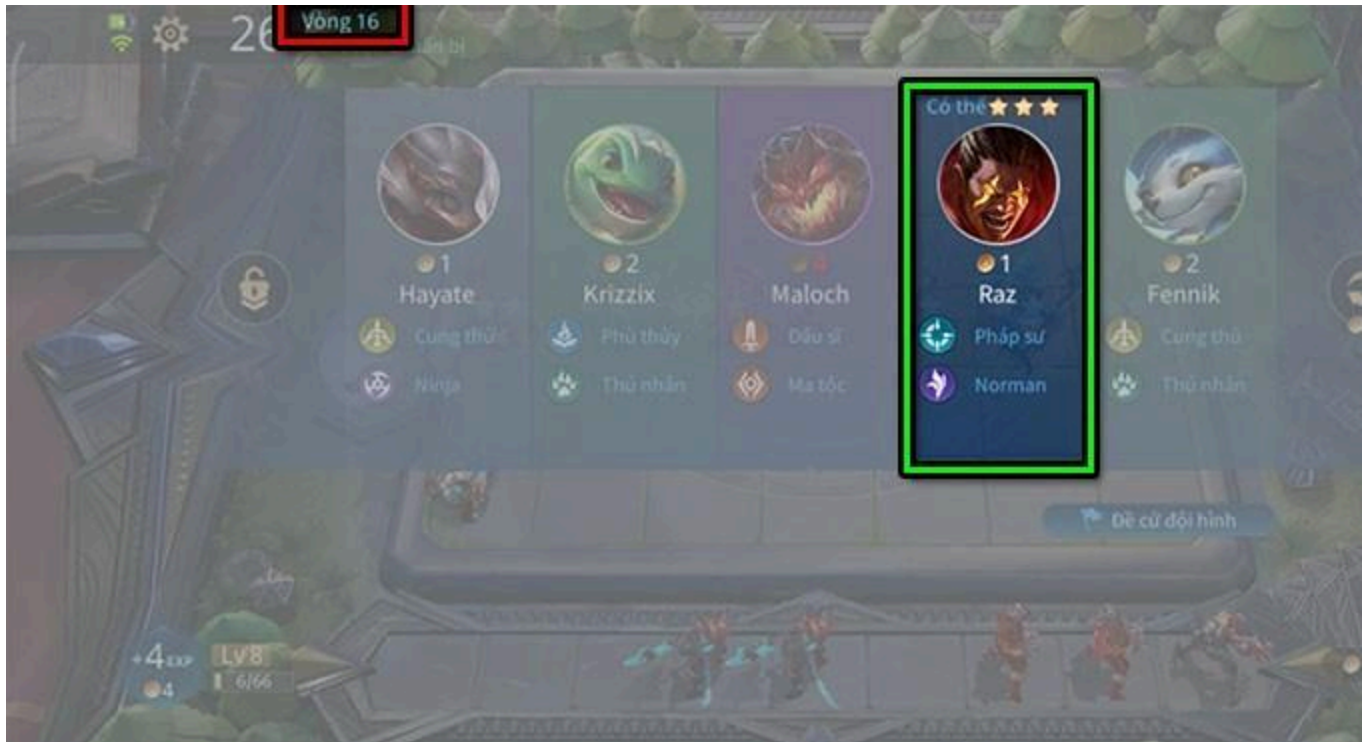 26
Vòng 16
Có thể
1
Hayate
Cung thủ
Ninja
2
Krizzix
Phù thủy
Thú nhân
4
Maloch
Đấu sĩ
Ma tộc
1
Raz
Pháp sư
Norman
2
Fennik
Cung thủ
Thú nhân
Đề cử đội hình
+4 EXP
4
Lv 8
6/66